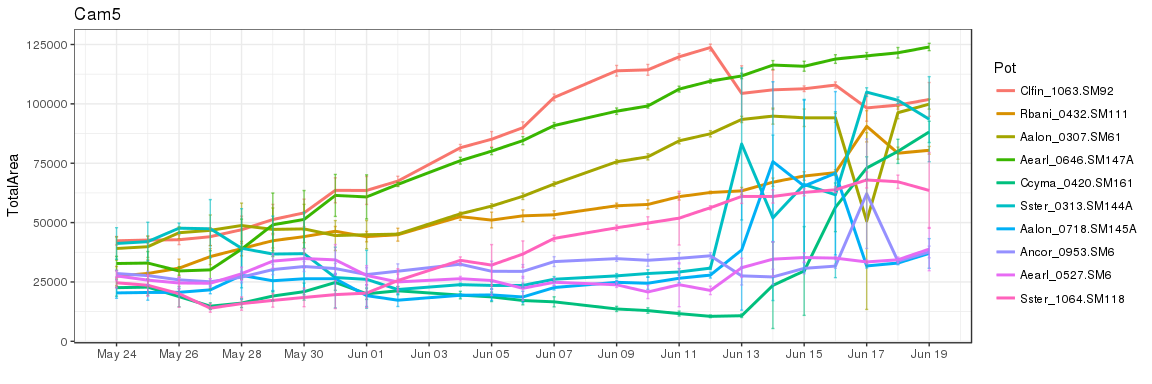 Cam5
TotalArea
125000
100000
75000
50000
25000
0
May 24 May 26 May 28 May 30 Jun 01 Jun 03 Jun 05 Jun 07 Jun 09 Jun 11 Jun 13 Jun 15 Jun 17 Jun 19
Pot
Clfin_1063.SM92
Rbani_0432.SM111
Aalon_0307.SM61
Aearl_0646.SM147A
Ccyma_0420.SM161
Sster_0313.SM144A
Aalon_0718.SM145A
Ancor_0953.SM6
Aearl_0527.SM6
Sster_1064.SM118